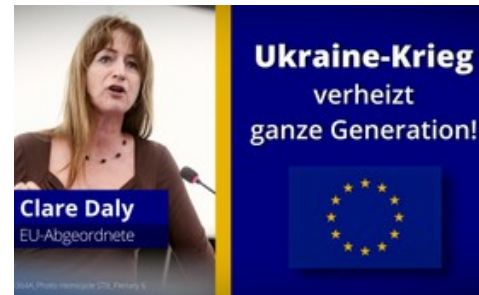 Clare Daly
EU-Abgeordnete
Ukraine-Krieg
verheizt
ganze Generation!